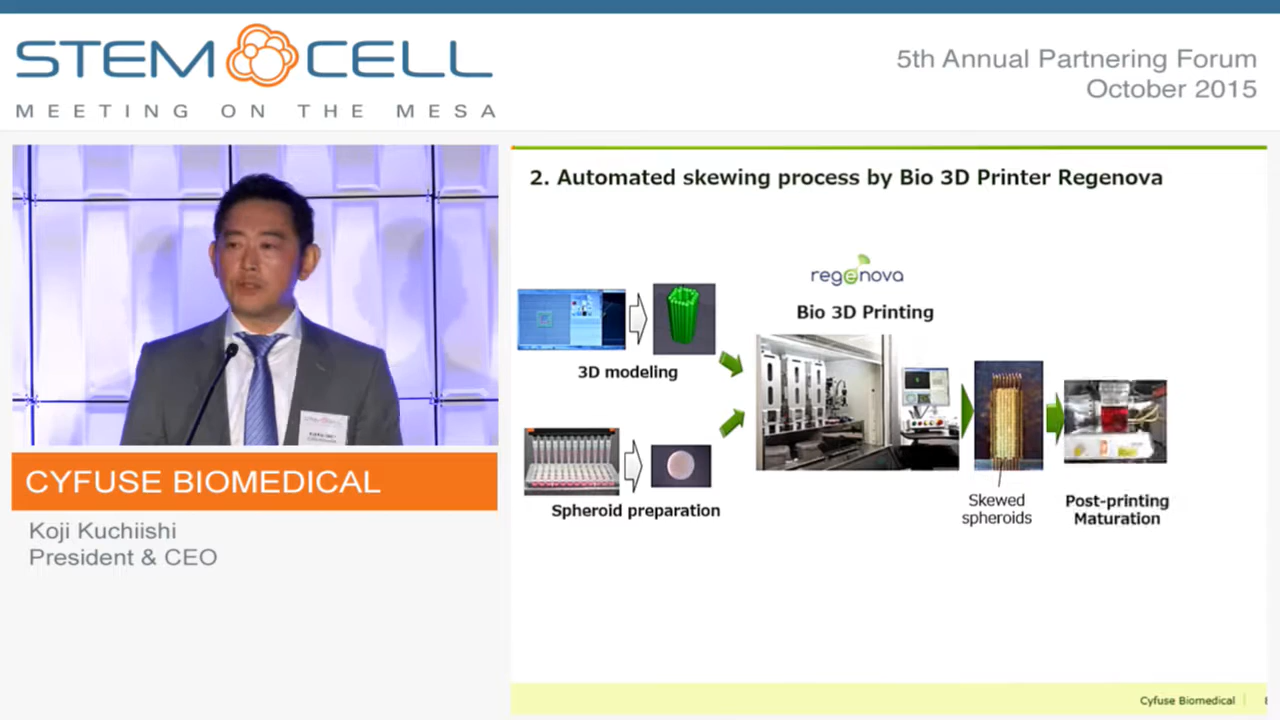 STEM CELL
MEETING ON THE MESA
5th Annual Partnering Forum
October 2015
CYFUSE BIOMEDICAL
Koji Kuchiishi
President & CEO
2. Automated skewing process by Bio 3D Printer Regenova
regenova
Bio 3D Printing
3D modeling
Spheroid preparation
Skewed
spheroids
Post-printing
Maturation
Cyfuse Biomedical